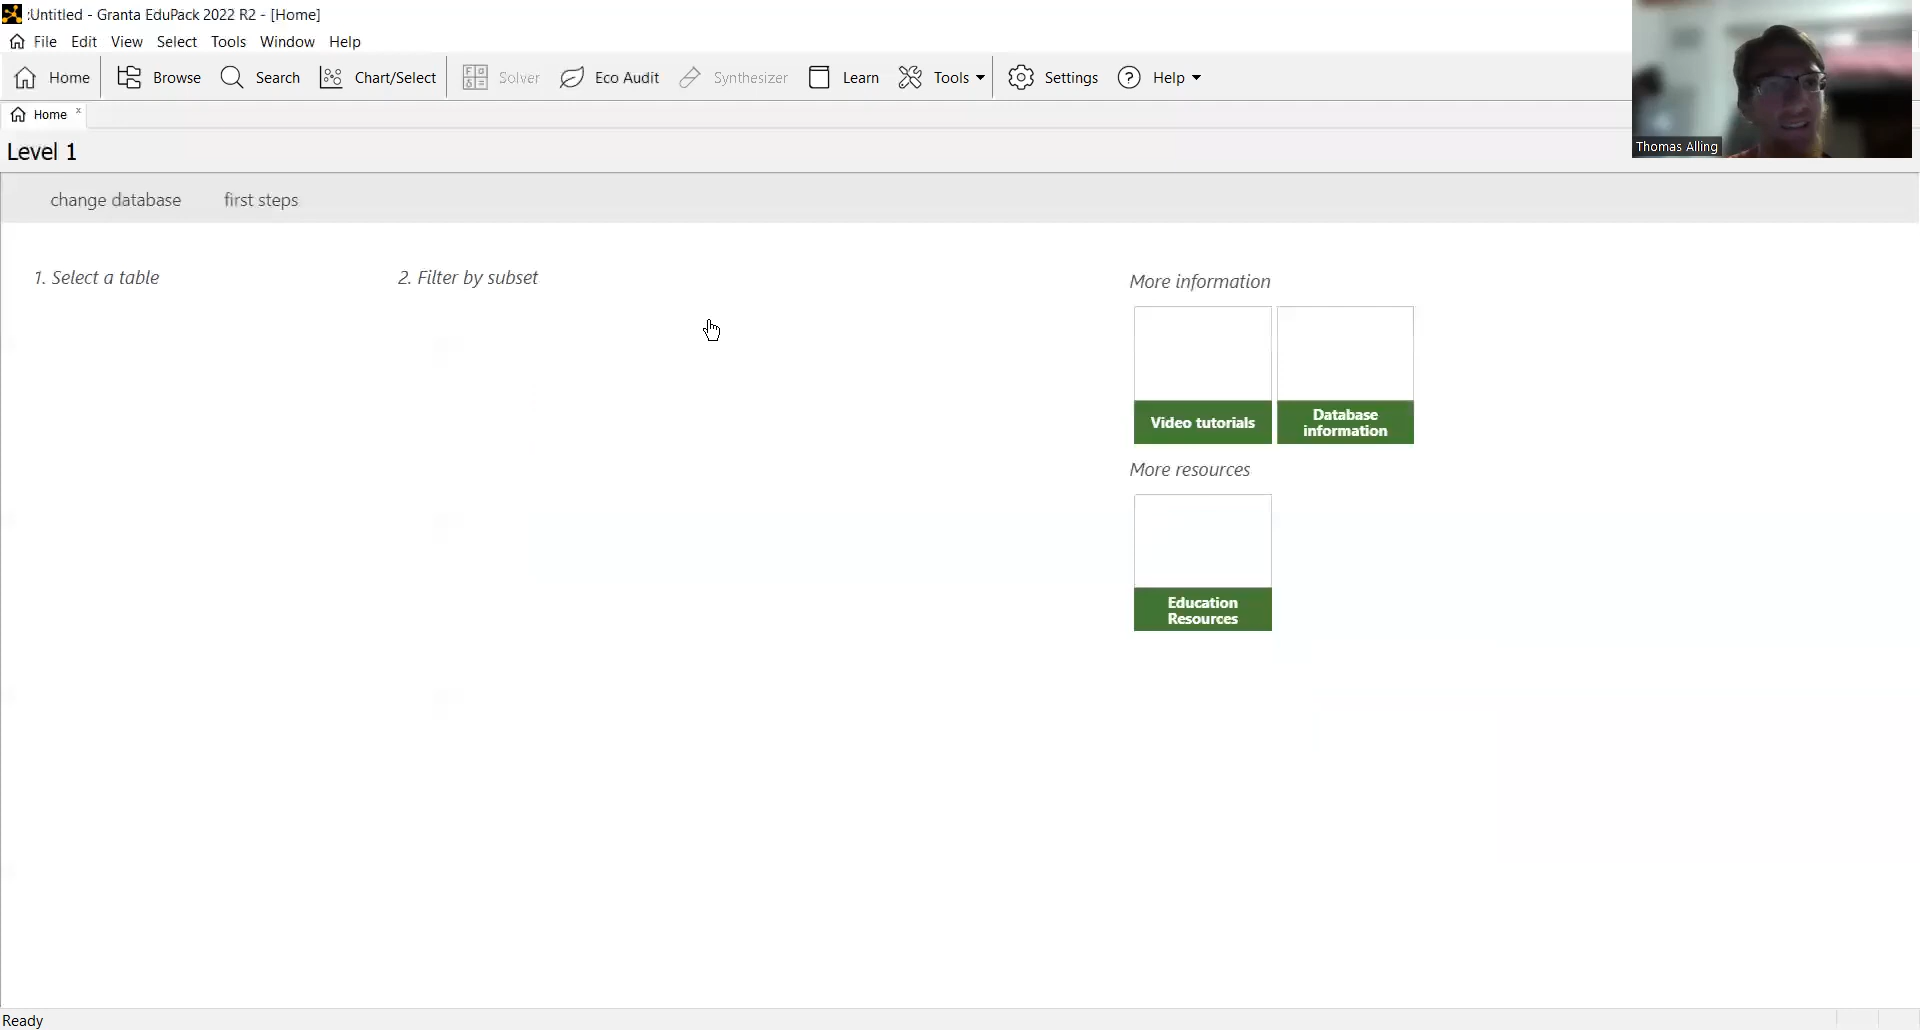 :Untitled - Granta EduPack 2022 R2 - [Home]
File Edit View Select Tools Window Help
Home Browse Search Chart/Select Solver Eco Audit Synthesizer Learn Tools Settings Help
Home
Thomas Alling
Level 1
change database first steps
1. Select a table 2. Filter by subset More information
Video tutorials
Database
information
More resources
Education
Resources
Ready